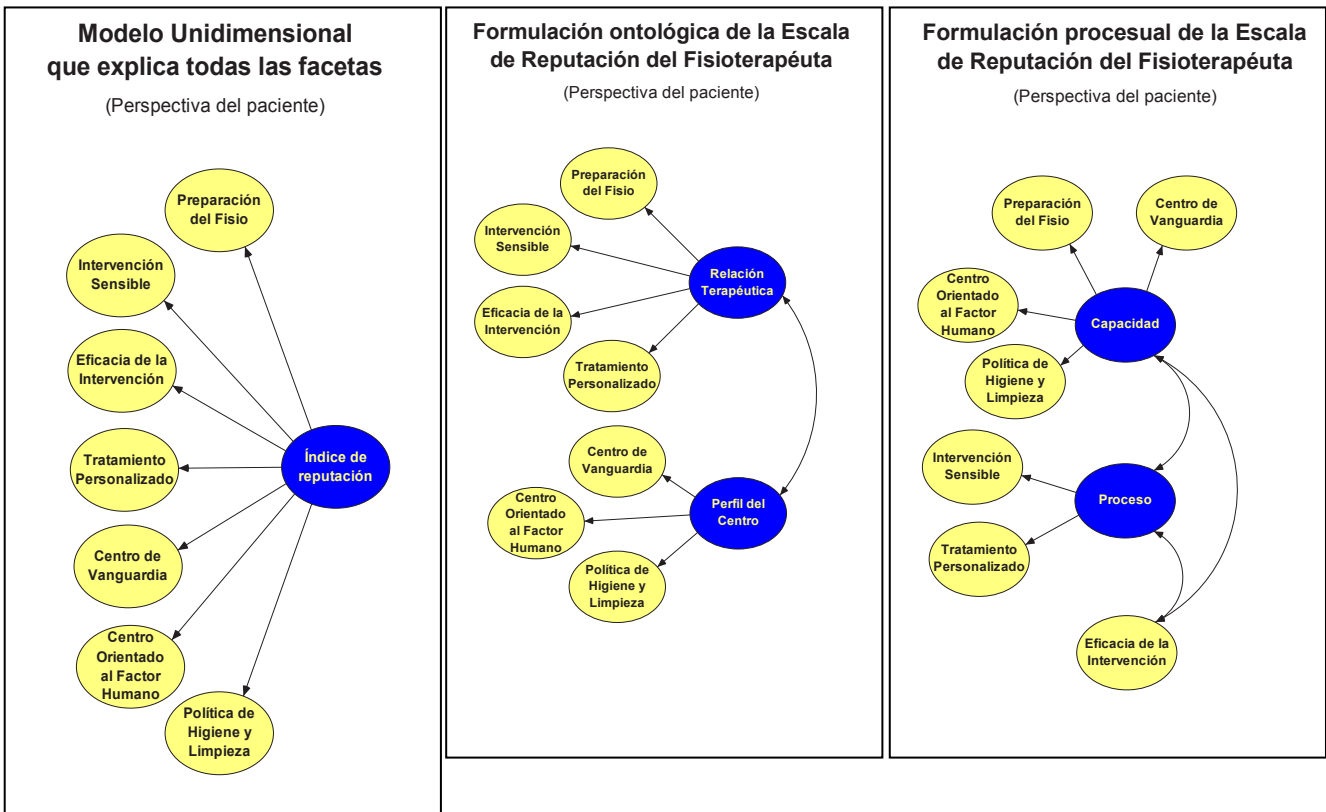 Modelo Unidimensional
que explica todas las facetas
(Perspectiva del paciente)
Preparación
del Fisio
Intervención
Sensible
Eficacia de la
Intervención
Índice de
reputación
Tratamiento
Personalizado
Centro de
Vanguardia
Centro
Orientado
al Factor
Humano
Política de
Higiene y
Limpieza
Formulación ontológica de la Escala
de Reputación del Fisioterapéuta
(Perspectiva del paciente)
Preparación
del Fisio
Intervención
Sensible
Relación
Terapéutica
Eficacia de la
Intervención
Tratamiento
Personalizado
Centro de
Vanguardia
Centro
Orientado
al Factor
Humano
Perfil del
Centro
Política de
Higiene y
Limpieza
Formulación procesual de la Escala
de Reputación del Fisioterapéuta
(Perspectiva del paciente)
Preparación
del Fisio
Centro de
Vanguardia
Centro
Orientado
al Factor
Humano
Capacidad
Política de
Higiene y
Limpieza
Intervención
Sensible
Proceso
Tratamiento
Personalizado
Eficacia de la
Intervención